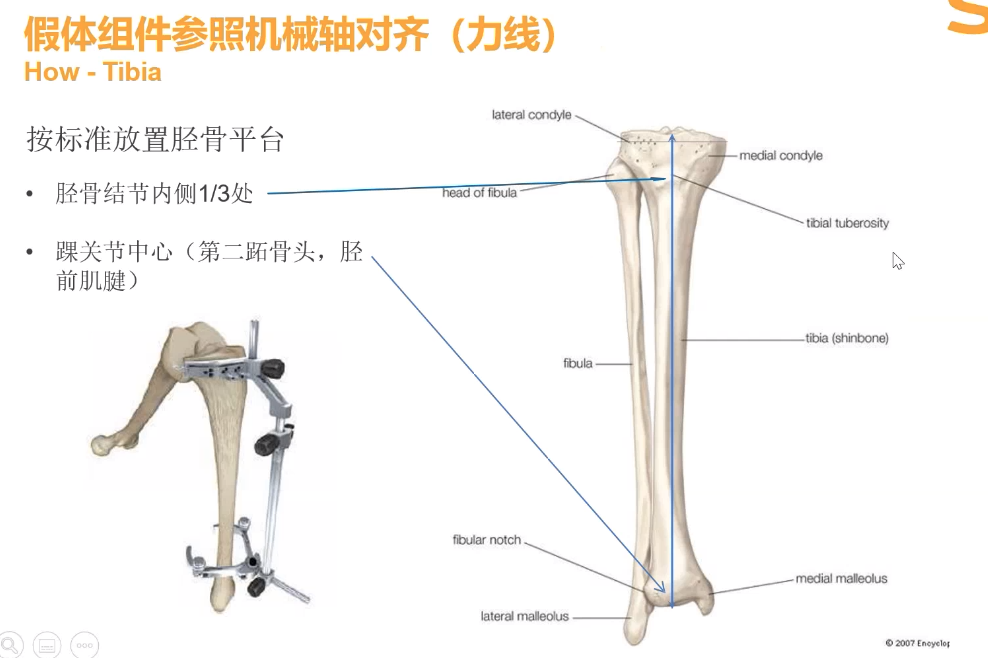 假体组件参照机械轴对齐（力线）
How - Tibia
按标准放置胫骨平台
• 胫骨结节内侧1/3处
• 踝关节中心（第二跖骨头，胫
前肌腱）
lateral condyle
medial condyle
head of fibula
tibial tuberosity
tibia (shinbone)
fibula
fibular notch
medial malleolus
lateral malleolus
© 2007 Encyclop